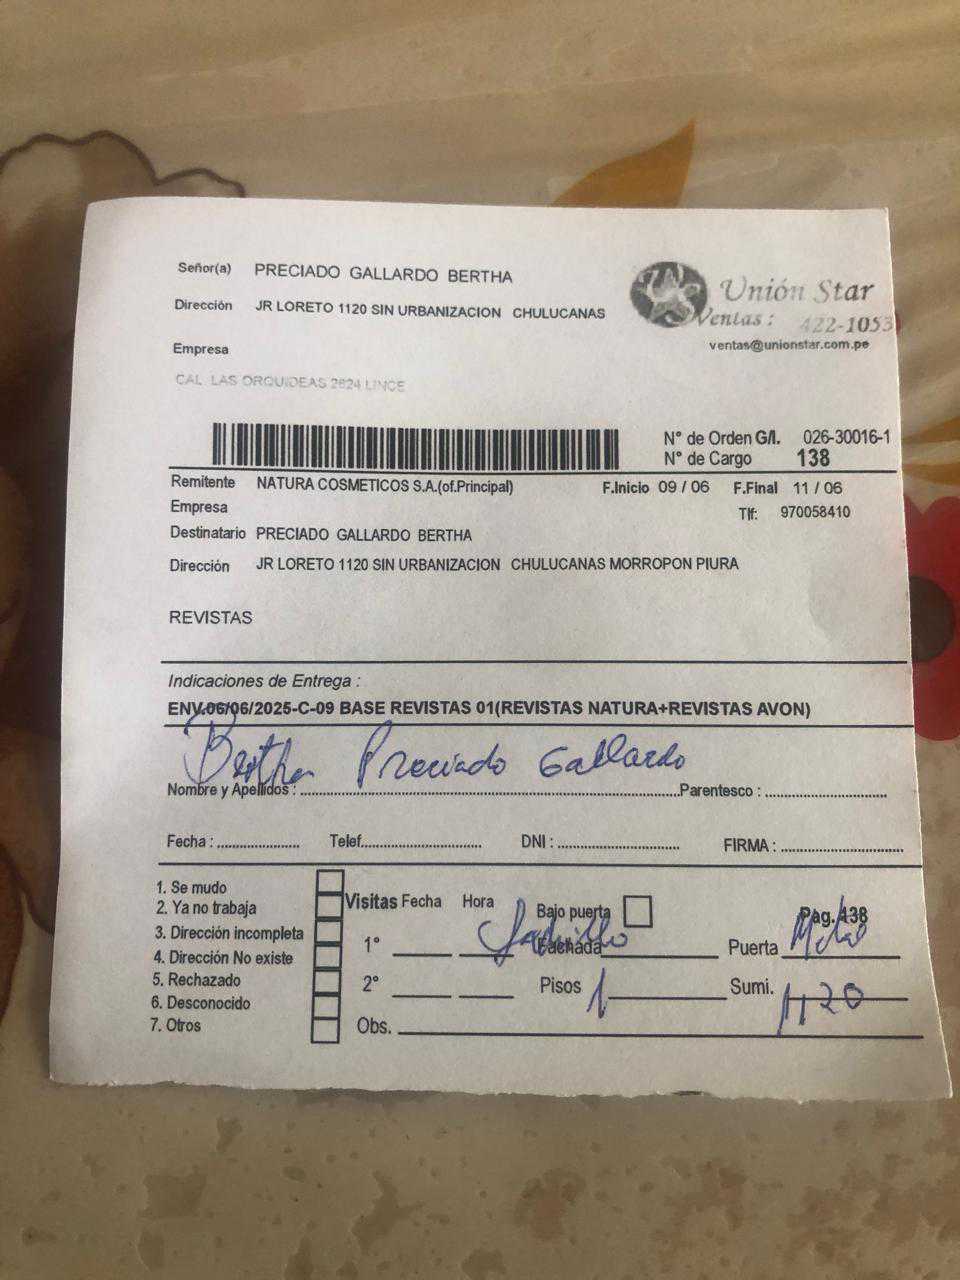 Señor(a) PRECIADO GALLARDO BERTHA
Unión Star
Dirección JR LORETO 1120 SIN URBANIZACION CHULUCANAS
Ventas : 422-1053
ventas@unionstar.com.pe
Empresa
CAL LAS ORQUIDEAS 2624 LINCE
N° de Orden G/I. 026-30016-1
N° de Cargo 138
Remitente NATURA COSMETICOS S.A.(of.Principal) F.Inicio 09 / 06 F.Final 11 / 06
Empresa Tlf: 970058410
Destinatario PRECIADO GALLARDO BERTHA
Dirección JR LORETO 1120 SIN URBANIZACION CHULUCANAS MORROPON PIURA
REVISTAS
Indicaciones de Entrega :
ENV.06/06/2025-C-09 BASE REVISTAS 01(REVISTAS NATURA+REVISTAS AVON)
Bertha Preciado Gallardo
Nombre y Apellidos : Parentesco :
Fecha : Telef. DNI : FIRMA :
1. Se mudo
2. Ya no trabaja
3. Dirección incompleta
4. Dirección No existe
5. Rechazado
6. Desconocido
7. Otros
Visitas Fecha Hora Bajo puerta Pag. 138
1° Fachada Ladrillo Puerta
2° Pisos 1 Sumi. 1120
Obs.